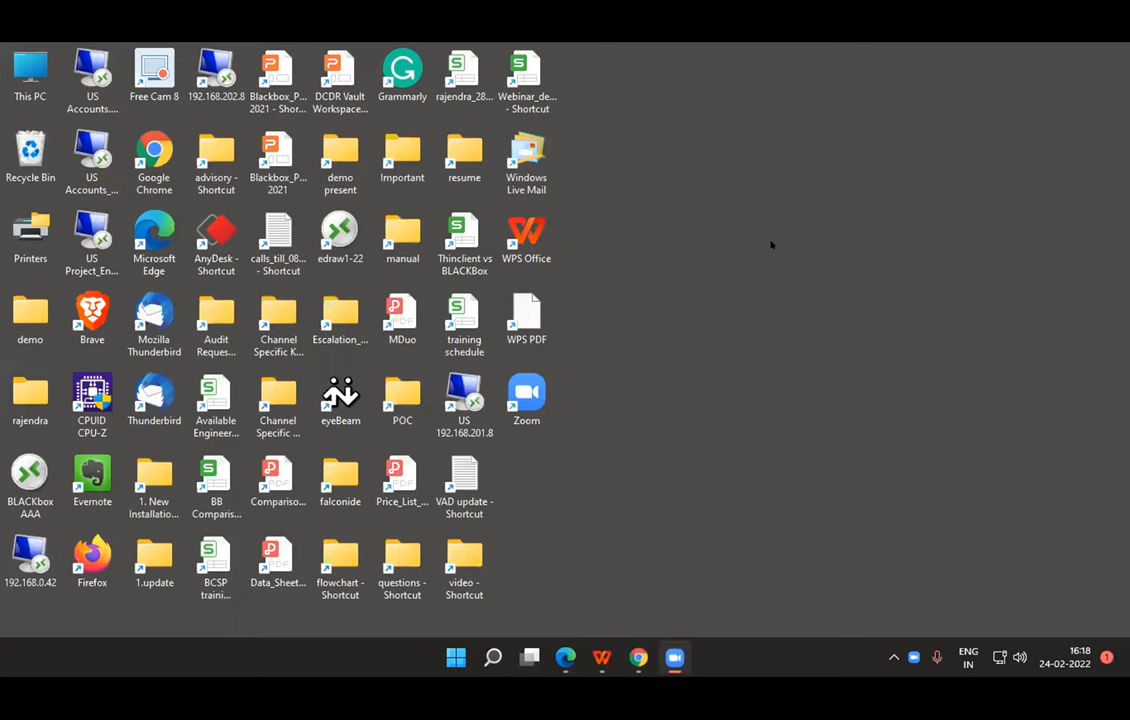 This PC
US
Accounts....
Free Cam 8
192.168.202.8
Blackbox_P...
2021 - Shor...
DCDR Vault
Workspace...
Grammarly
rajendra_28...
Webinar_de...
- Shortcut
Recycle Bin
US
Accounts_...
Google
Chrome
advisory -
Shortcut
Blackbox_P...
2021
demo
present
Important
resume
Windows
Live Mail
Printers
US
Project_En...
Microsoft
Edge
AnyDesk -
Shortcut
calls_till_08...
- Shortcut
edraw1-22
manual
Thinclient vs
BLACKBox
WPS Office
demo
Brave
Mozilla
Thunderbird
Audit
Reques...
Channel
Specific K...
Escalation_...
MDuo
training
schedule
WPS PDF
rajendra
CPUID
CPU-Z
Thunderbird
Available
Engineer...
Channel
Specific ...
eyeBeam
POC
US
192.168.201.8
Zoom
BLACKbox
AAA
Evernote
1. New
Installatio...
BB
Comparis...
Compariso...
falconide
Price_List_...
VAD update -
Shortcut
192.168.0.42
Firefox
1.update
BCSP
traini...
Data_Sheet...
flowchart -
Shortcut
questions -
Shortcut
video -
Shortcut
ENG
IN
16:18
24-02-2022
1